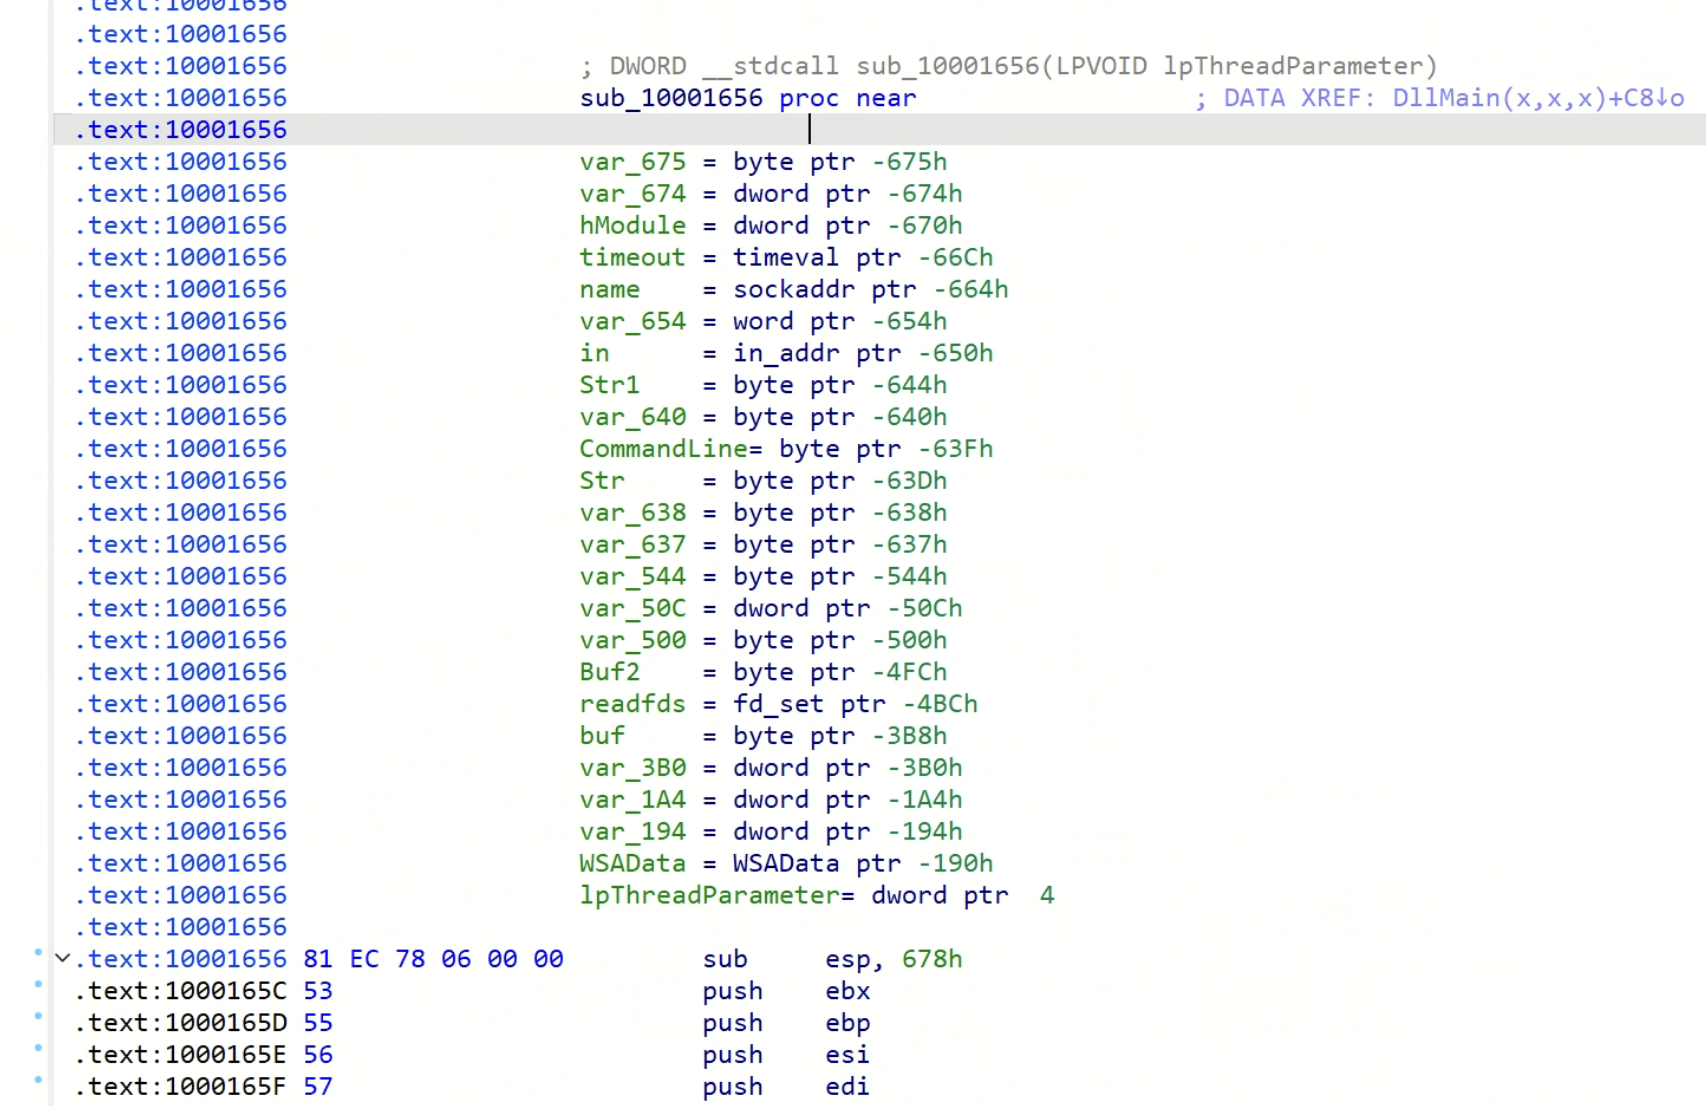 .text:10001656
.text:10001656
.text:10001656 ; DWORD __stdcall sub_10001656(LPVOID lpThreadParameter)
.text:10001656 sub_10001656 proc near ; DATA XREF: DllMain(x,x,x)+C8↓o
.text:10001656
.text:10001656 var_675 = byte ptr -675h
.text:10001656 var_674 = dword ptr -674h
.text:10001656 hModule = dword ptr -670h
.text:10001656 timeout = timeval ptr -66Ch
.text:10001656 name = sockaddr ptr -664h
.text:10001656 var_654 = word ptr -654h
.text:10001656 in = in_addr ptr -650h
.text:10001656 Str1 = byte ptr -644h
.text:10001656 var_640 = byte ptr -640h
.text:10001656 CommandLine= byte ptr -63Fh
.text:10001656 Str = byte ptr -63Dh
.text:10001656 var_638 = byte ptr -638h
.text:10001656 var_637 = byte ptr -637h
.text:10001656 var_544 = byte ptr -544h
.text:10001656 var_50C = dword ptr -50Ch
.text:10001656 var_500 = byte ptr -500h
.text:10001656 Buf2 = byte ptr -4FCh
.text:10001656 readfds = fd_set ptr -4BCh
.text:10001656 buf = byte ptr -3B8h
.text:10001656 var_3B0 = dword ptr -3B0h
.text:10001656 var_1A4 = dword ptr -1A4h
.text:10001656 var_194 = dword ptr -194h
.text:10001656 WSAData = WSAData ptr -190h
.text:10001656 lpThreadParameter= dword ptr 4
.text:10001656
.text:10001656 81 EC 78 06 00 00 sub esp, 678h
.text:1000165C 53 push ebx
.text:1000165D 55 push ebp
.text:1000165E 56 push esi
.text:1000165F 57 push edi